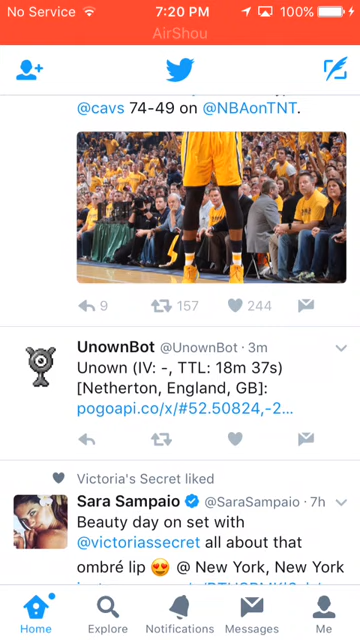 No Service 7:20 PM 100%
AirShou
@cavs 74-49 on @NBAonTNT.
9 157 244
UnownBot @UnownBot · 3m
Unown (IV: -, TTL: 18m 37s)
[Netherton, England, GB]:
pogoapi.co/x/#52.50824,-2...
Victoria's Secret liked
Sara Sampaio @SaraSampaio · 7h
Beauty day on set with
@victoriassecret all about that
ombré lip 😍 @ New York, New York
Home Explore Notifications Messages Me